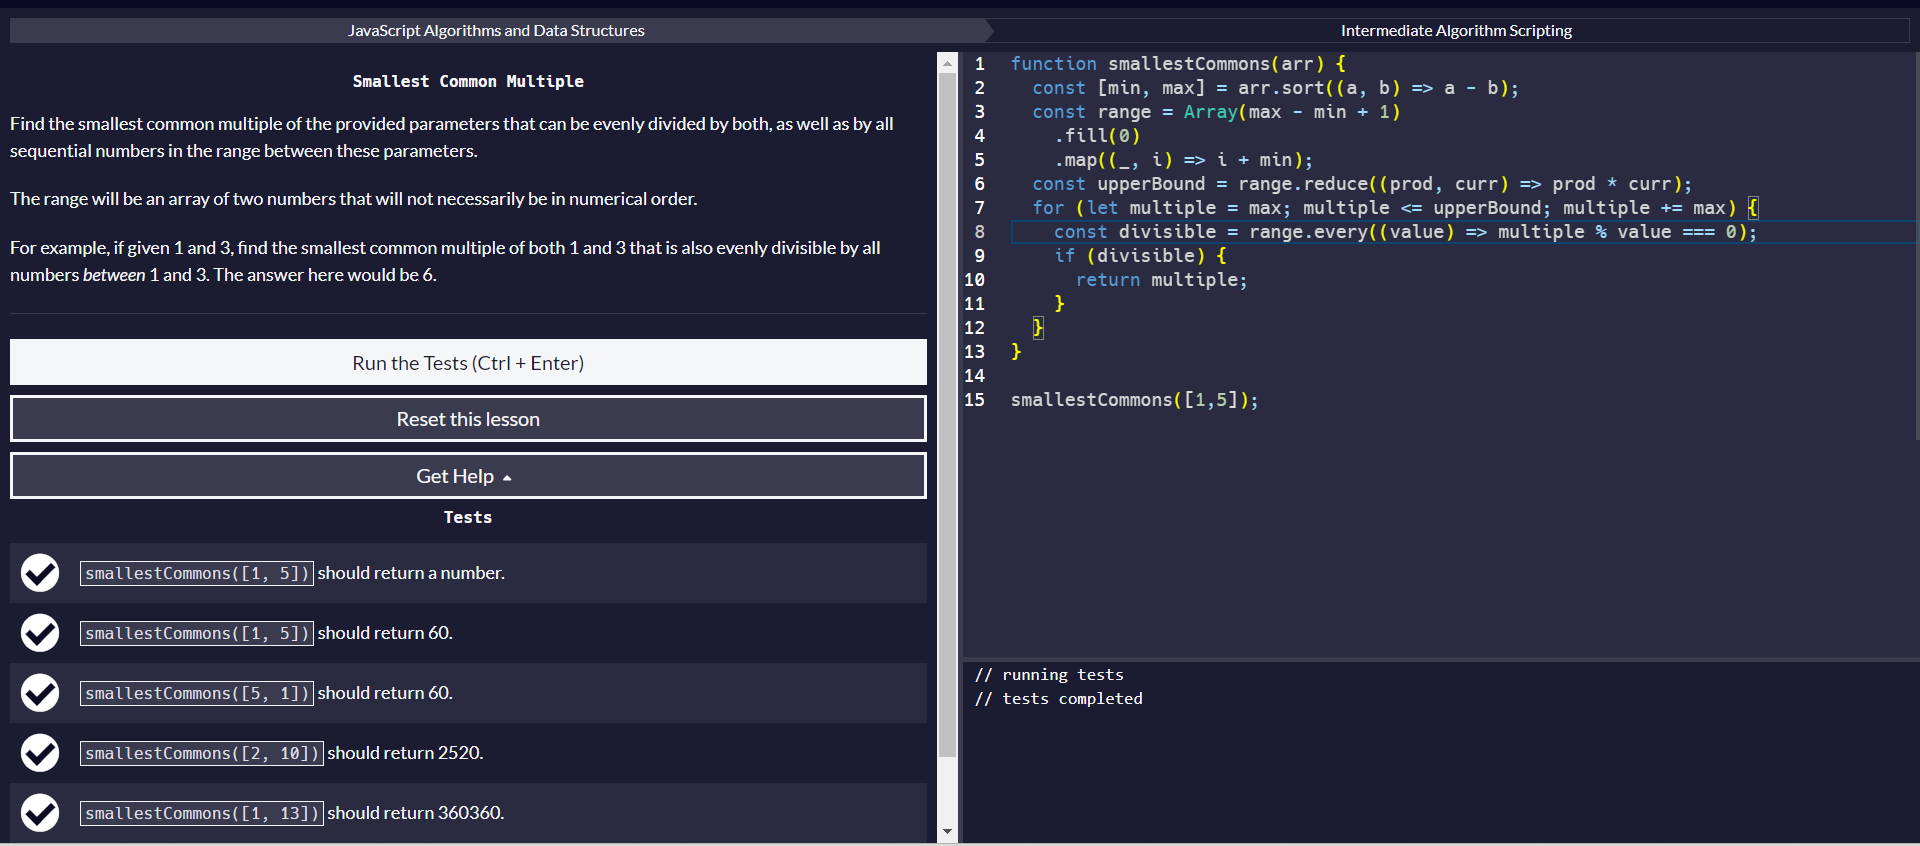 JavaScript Algorithms and Data Structures
Intermediate Algorithm Scripting
Smallest Common Multiple
Find the smallest common multiple of the provided parameters that can be evenly divided by both, as well as by all
sequential numbers in the range between these parameters.
The range will be an array of two numbers that will not necessarily be in numerical order.
For example, if given 1 and 3, find the smallest common multiple of both 1 and 3 that is also evenly divisible by all
numbers between 1 and 3. The answer here would be 6.
Run the Tests (Ctrl + Enter)
Reset this lesson
Get Help
Tests
smallestCommons([1, 5]) should return a number.
smallestCommons([1, 5]) should return 60.
smallestCommons([5, 1]) should return 60.
smallestCommons([2, 10]) should return 2520.
smallestCommons([1, 13]) should return 360360.
1 function smallestCommons(arr) {
2   const [min, max] = arr.sort((a, b) => a - b);
3   const range = Array(max - min + 1)
4     .fill(0)
5     .map((_, i) => i + min);
6   const upperBound = range.reduce((prod, curr) => prod * curr);
7   for (let multiple = max; multiple <= upperBound; multiple += max) {
8     const divisible = range.every((value) => multiple % value === 0);
9     if (divisible) {
10       return multiple;
11     }
12   }
13 }
14
15 smallestCommons([1,5]);
// running tests
// tests completed